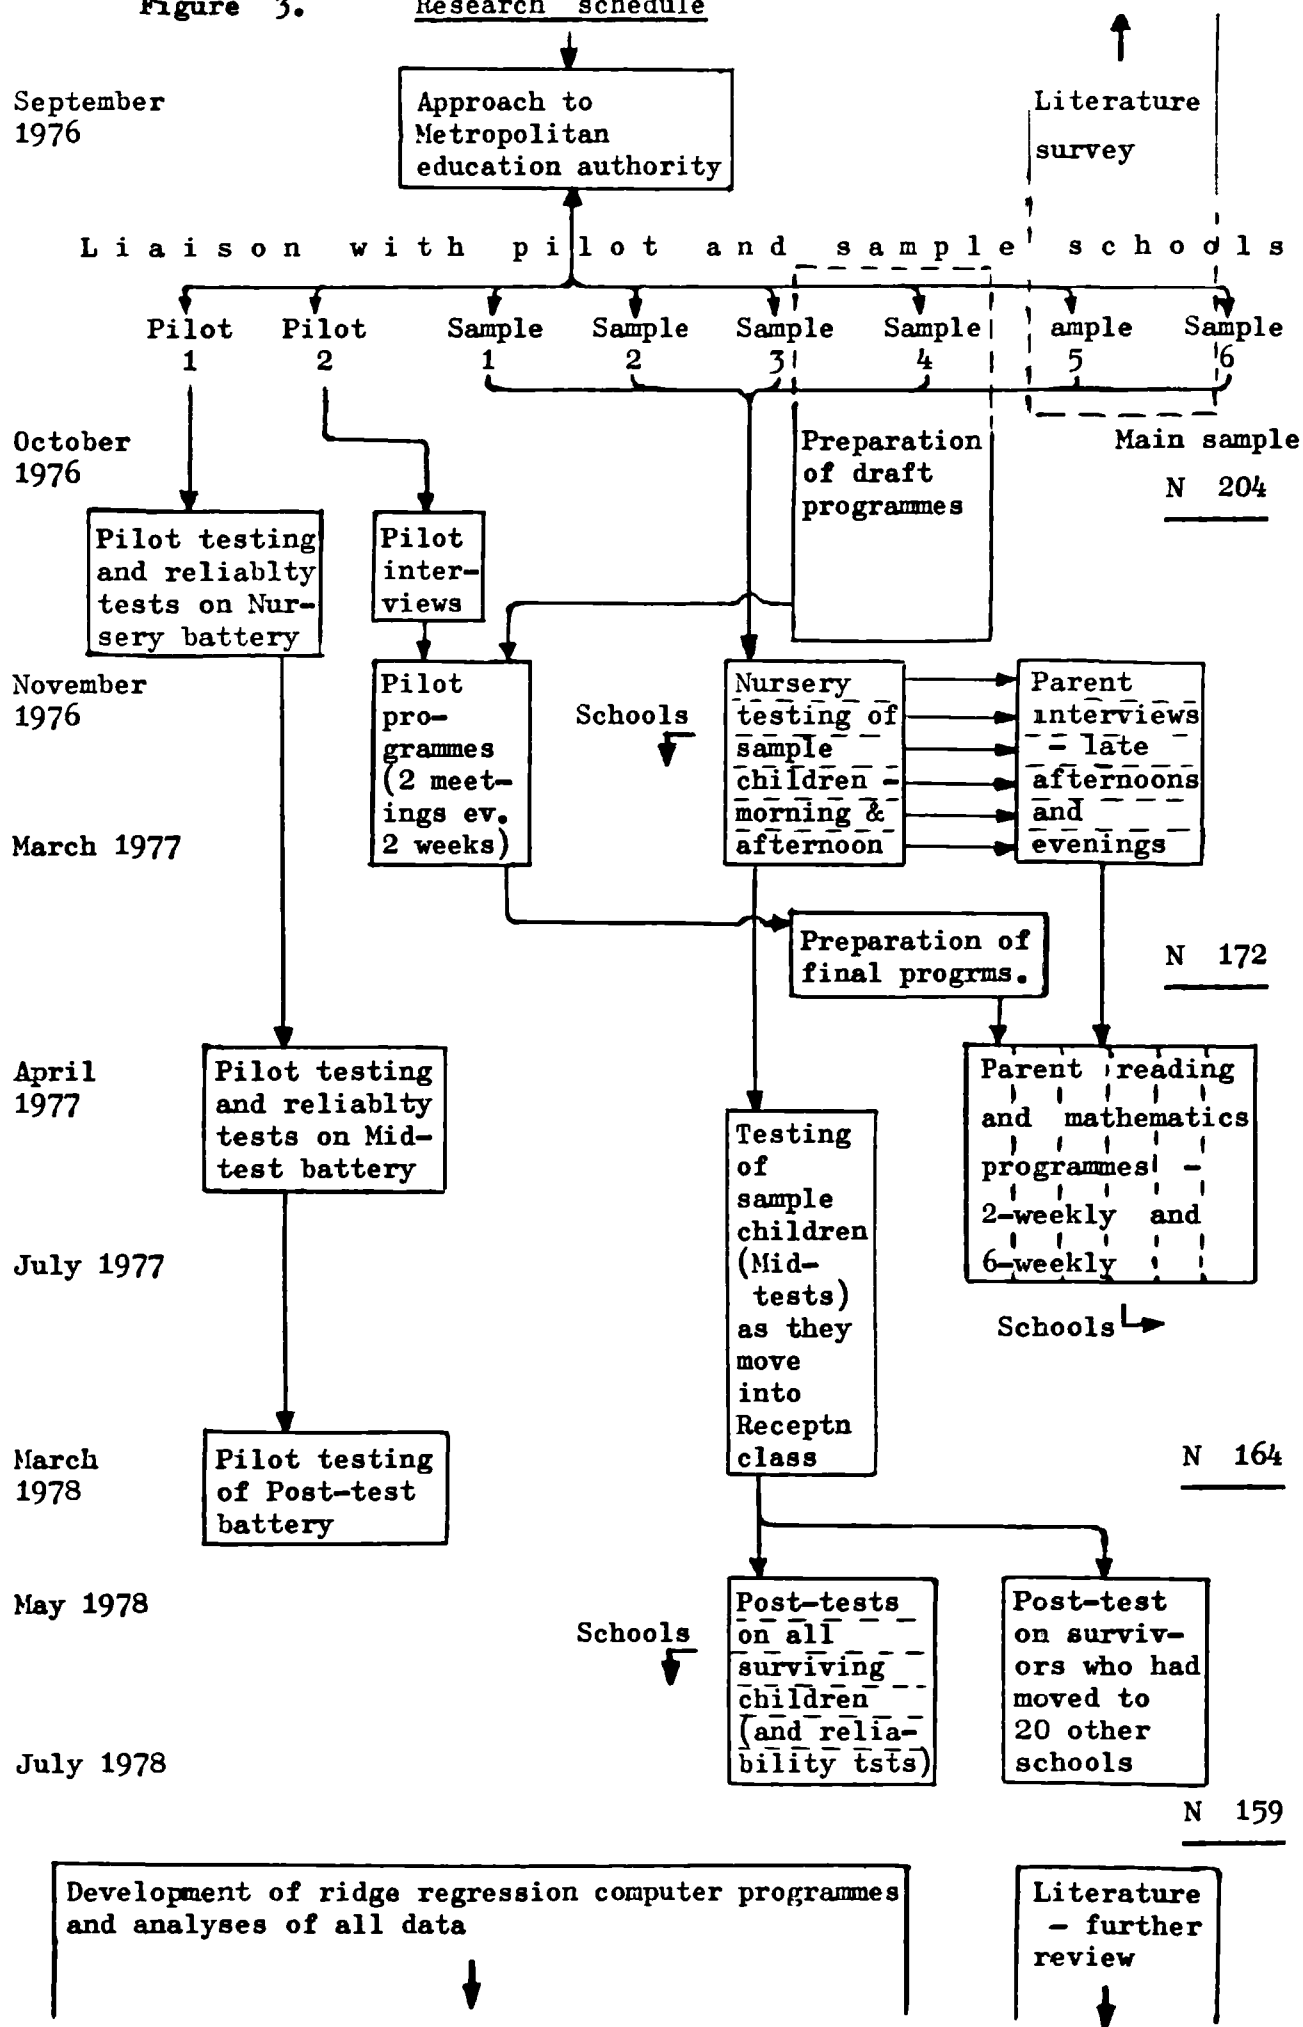 Figure 3. Research schedule
September
1976
Approach to
Metropolitan
education authority
Literature
survey
Liaison with pilot and sample schools
Pilot
1
Pilot
2
Sample
1
Sample
2
Sample
3
Sample
4
ample
5
Sample
6
October
1976
Preparation
of draft
programmes
Main sample
N 204
Pilot testing
and reliablty
tests on Nur-
sery battery
Pilot
inter-
views
November
1976
Pilot
pro-
grammes
(2 meet-
ings ev.
2 weeks)
Schools
Nursery
testing of
sample
children -
morning &
afternoon
Parent
interviews
- late
afternoons
and
evenings
March 1977
Preparation of
final progrms.
N 172
April
1977
Pilot testing
and reliablty
tests on Mid-
test battery
Testing
of
sample
children
(Mid-
tests)
as they
move
into
Receptn
class
Parent reading
and mathematics
programmes -
2-weekly and
6-weekly
July 1977
Schools
March
1978
Pilot testing
of Post-test
battery
N 164
May 1978
Schools
Post-tests
on all
surviving
children
(and relia-
bility tsts)
Post-test
on surviv-
ors who had
moved to
20 other
schools
July 1978
N 159
Development of ridge regression computer programmes
and analyses of all data
Literature
- further
review